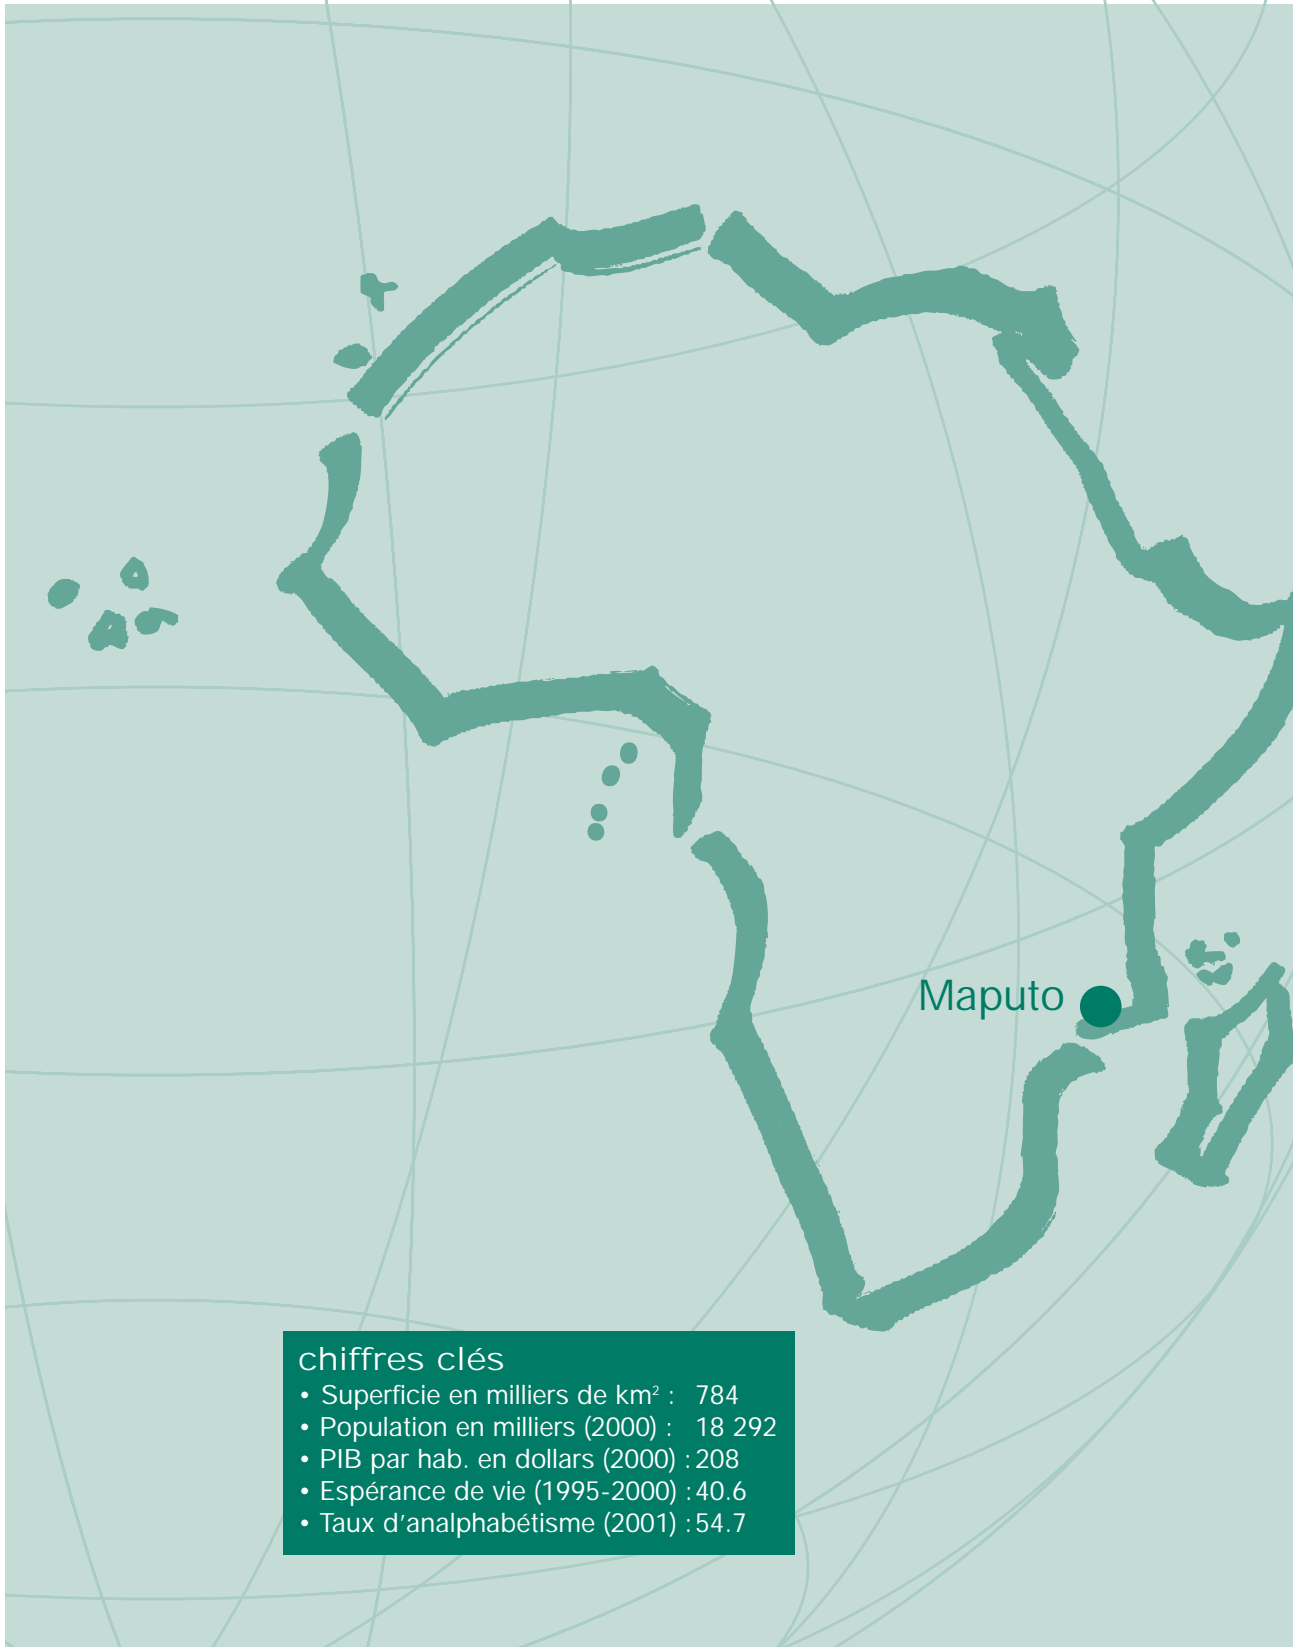 Maputo
chiffres clés
• Superficie en milliers de km² : 784
• Population en milliers (2000) : 18 292
• PIB par hab. en dollars (2000) : 208
• Espérance de vie (1995-2000) : 40.6
• Taux d’analphabétisme (2001) : 54.7